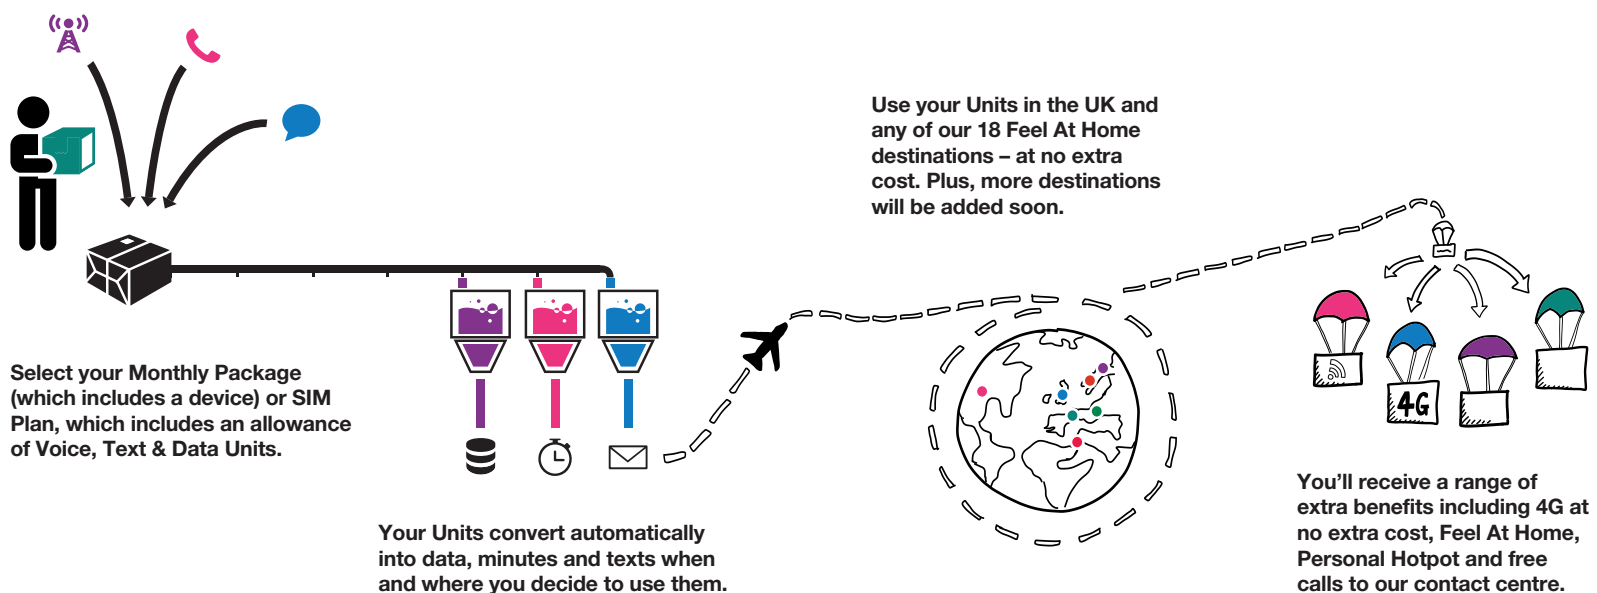 Select your Monthly Package
(which includes a device) or SIM
Plan, which includes an allowance
of Voice, Text & Data Units.
Your Units convert automatically
into data, minutes and texts when
and where you decide to use them.
Use your Units in the UK and
any of our 18 Feel At Home
destinations – at no extra
cost. Plus, more destinations
will be added soon.
4G
You’ll receive a range of
extra benefits including 4G at
no extra cost, Feel At Home,
Personal Hotpot and free
calls to our contact centre.